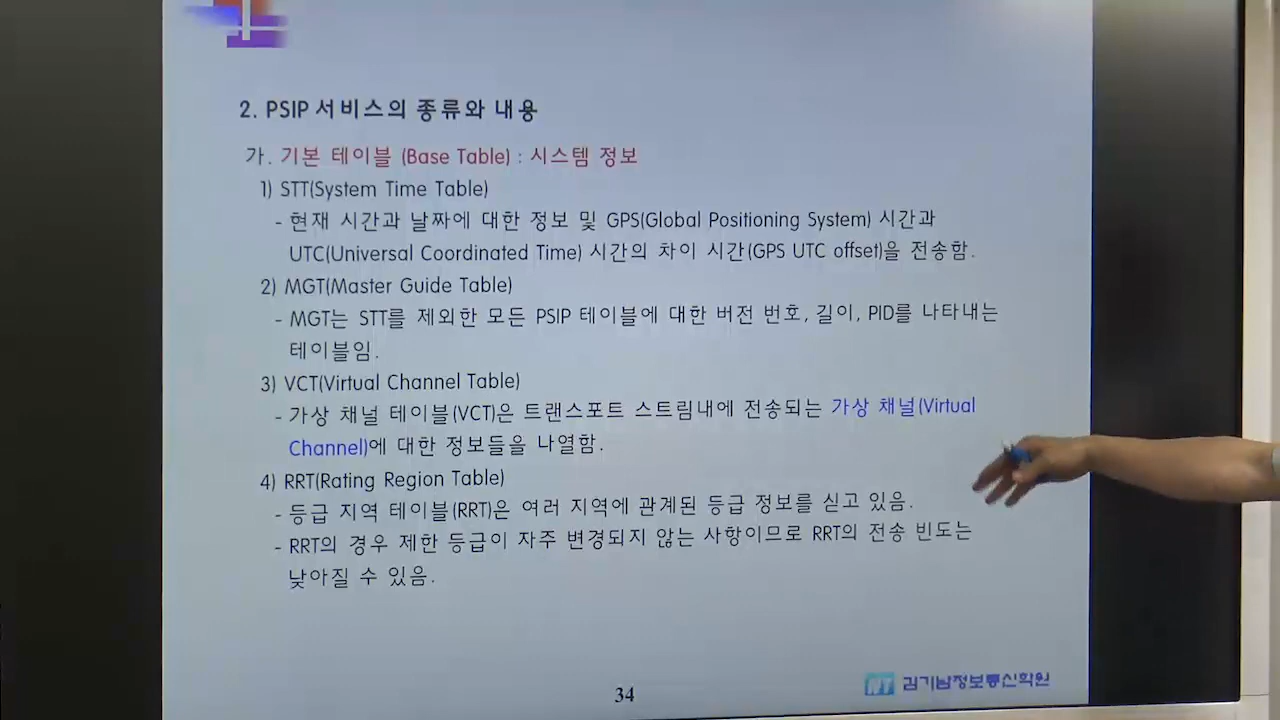 2. PSIP 서비스의 종류와 내용
가. 기본 테이블 (Base Table) : 시스템 정보
1) STT(System Time Table)
- 현재 시간과 날짜에 대한 정보 및 GPS(Global Positioning System) 시간과
UTC(Universal Coordinated Time) 시간의 차이 시간(GPS UTC offset)을 전송함.
2) MGT(Master Guide Table)
- MGT는 STT를 제외한 모든 PSIP 테이블에 대한 버전 번호, 길이, PID를 나타내는
테이블임.
3) VCT(Virtual Channel Table)
- 가상 채널 테이블(VCT)은 트랜스포트 스트림내에 전송되는 가상 채널(Virtual
Channel)에 대한 정보들을 나열함.
4) RRT(Rating Region Table)
- 등급 지역 테이블(RRT)은 여러 지역에 관계된 등급 정보를 싣고 있음.
- RRT의 경우 제한 등급이 자주 변경되지 않는 사항이므로 RRT의 전송 빈도는
낮아질 수 있음.
34
NT 김기남정보통신학원